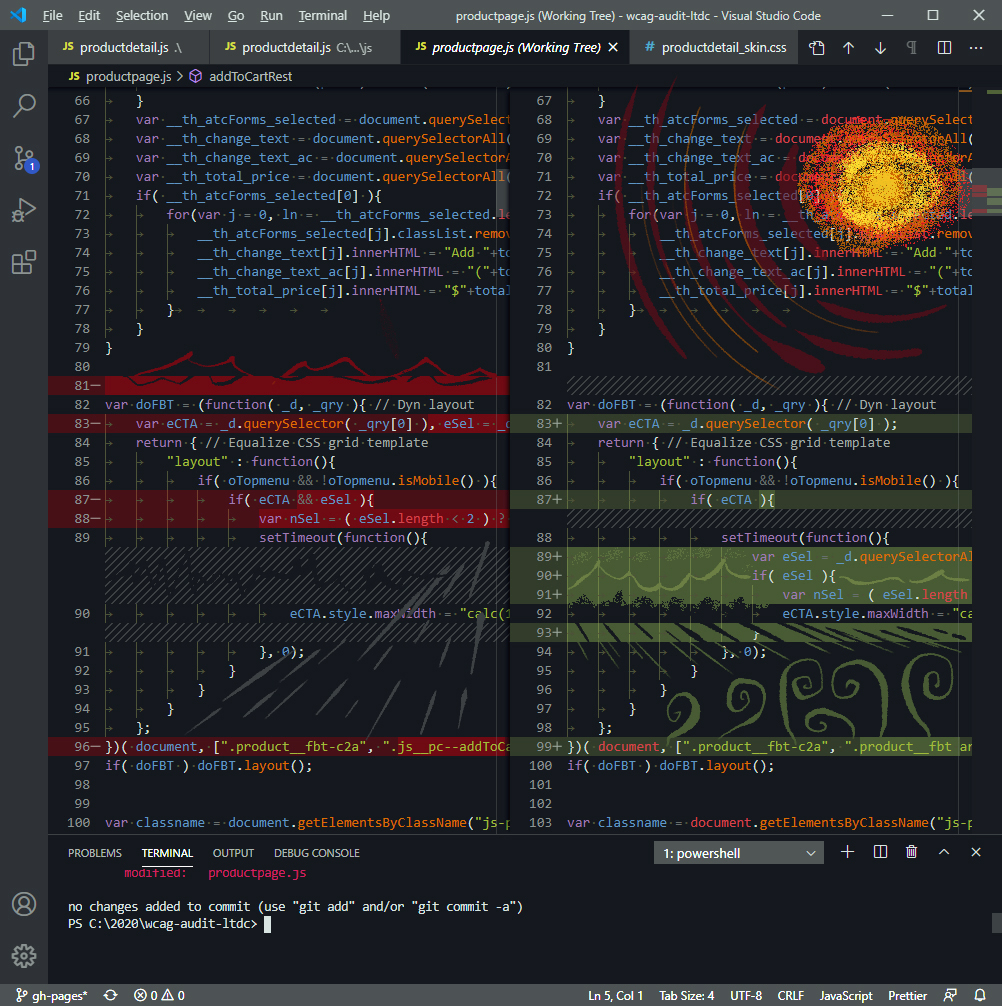 File Edit Selection View Go Run Terminal Help productpage.js (Working Tree) - wcag-audit-ltdc - Visual Studio Code
JS productdetail.js .\ JS productdetail.js C:\...\js JS productpage.js (Working Tree) # productdetail_skin.css
JS productpage.js > addToCartRest
66 }
67 var __th_atcForms_selected = document.querySelect
68 var __th_change_text = document.querySelectorAll(
69 var __th_change_text_ac = document.querySelectorA
70 var __th_total_price = document.querySelectorAll(
71 if( __th_atcForms_selected[0] ){
72 for(var j = 0, ln = __th_atcForms_selected.le
73 __th_atcForms_selected[j].classList.remov
74 __th_change_text[j].innerHTML = "Add "+to
75 __th_change_text_ac[j].innerHTML = "("+to
76 __th_total_price[j].innerHTML = "$"+total
77 }
78 }
79 }
80
81
82 var doFBT = (function( _d, _qry ){ // Dyn layout
83 var eCTA = _d.querySelector( _qry[0] ), eSel = _d
84 return { // Equalize CSS grid template
85 "layout" : function(){
86 if( oTopmenu && !oTopmenu.isMobile() ){
87 if( eCTA && eSel ){
88 var nSel = ( eSel.length < 2 ) ?
89 setTimeout(function(){
90 eCTA.style.maxWidth = "calc(1
91 }, 0);
92 }
93 }
94 }
95 };
96 })( document, [".product__fbt-c2a", ".js__pc--addToCa
97 if( doFBT ) doFBT.layout();
98
99
100 var classname = document.getElementsByClassName("js-p
67 }
68 var __th_atcForms_selected = document.querySelect
69 var __th_change_text = document.querySelectorAll(
70 var __th_change_text_ac = document
71 var __th_total_price = document
72 if( __th_atcForms_selected
73 for(var j = 0, ln = __th_
74 __th_atcForms_selected[j].classList.remov
75 __th_change_text[j].innerHTML = "Add "+to
76 __th_change_text_ac[j].innerHTML = "("+to
77 __th_total_price[j].innerHTML = "$"+total
78 }
79 }
80 }
81
82 var doFBT = (function( _d, _qry ){ // Dyn layout
83+ var eCTA = _d.querySelector( _qry[0] );
84 return { // Equalize CSS grid template
85 "layout" : function(){
86 if( oTopmenu && !oTopmenu.isMobile() ){
87+ if( eCTA ){
88 setTimeout(function(){
89+ var eSel = _d.querySelectorAl
90+ if( eSel ){
91+ var nSel = ( eSel.length
92 eCTA.style.maxWidth = "ca
93+ }
94 }, 0);
95 }
96 }
97 }
98 };
99+ })( document, [".product__fbt-c2a", ".product__fbt ar
100 if( doFBT ) doFBT.layout();
101
102
103 var classname = document.getElementsByClassName("js-p
PROBLEMS TERMINAL OUTPUT DEBUG CONSOLE 1: powershell
modified: productpage.js
no changes added to commit (use "git add" and/or "git commit -a")
PS C:\2020\wcag-audit-ltdc>
gh-pages* 0 0 Ln 5, Col 1 Tab Size: 4 UTF-8 CRLF JavaScript Prettier